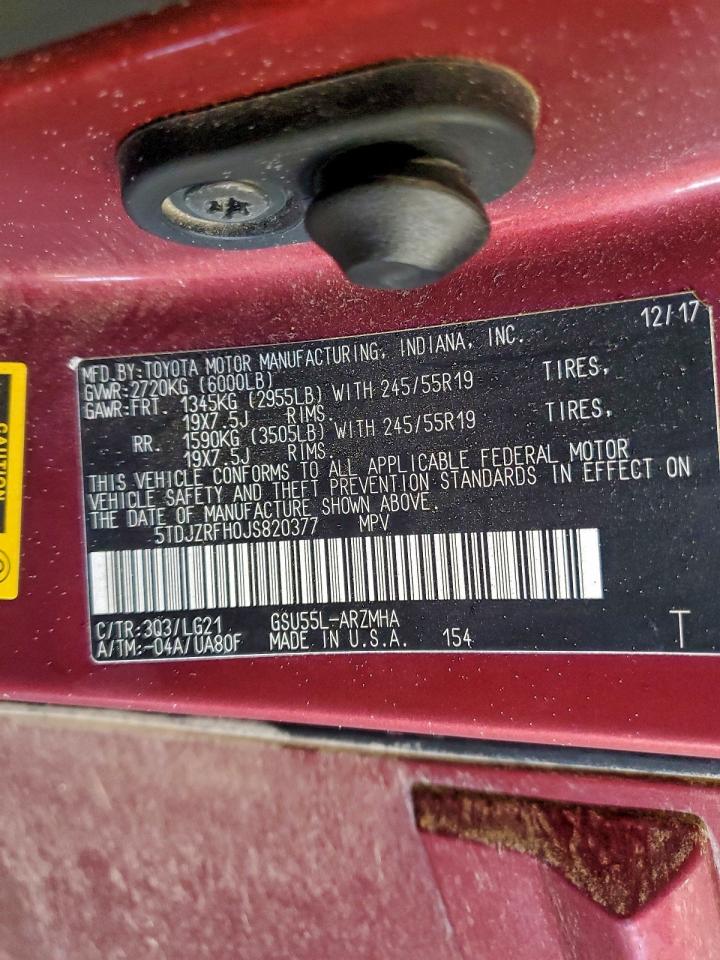 12/17
MFD.BY:TOYOTA MOTOR MANUFACTURING, INDIANA, INC.
GVWR-2720KG (6000LB)
GAWR-FRT. 1345KG (2955LB) WITH 245/55R19 TIRES,
19X7.5J RIMS.
RR. 1590KG (3505LB) WITH 245/55R19 TIRES,
19X7.5J RIMS.
THIS VEHICLE CONFORMS TO ALL APPLICABLE FEDERAL MOTOR
VEHICLE SAFETY AND THEFT PREVENTION STANDARDS IN EFFECT ON
THE DATE OF MANUFACTURE SHOWN ABOVE.
5TDJZRFH0JS820377 MPV
C/TR:3Q3/LG21 GSU55L-ARZMHA
A/TM:-04A/UA80F MADE IN U.S.A. 154 T
CAUTION